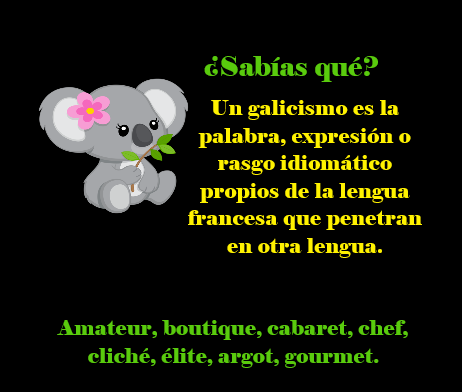 ¿Sabías qué?
Un galicismo es la
palabra, expresión o
rasgo idiomático
propios de la lengua
francesa que penetran
en otra lengua.
Amateur, boutique, cabaret, chef,
cliché, élite, argot, gourmet.